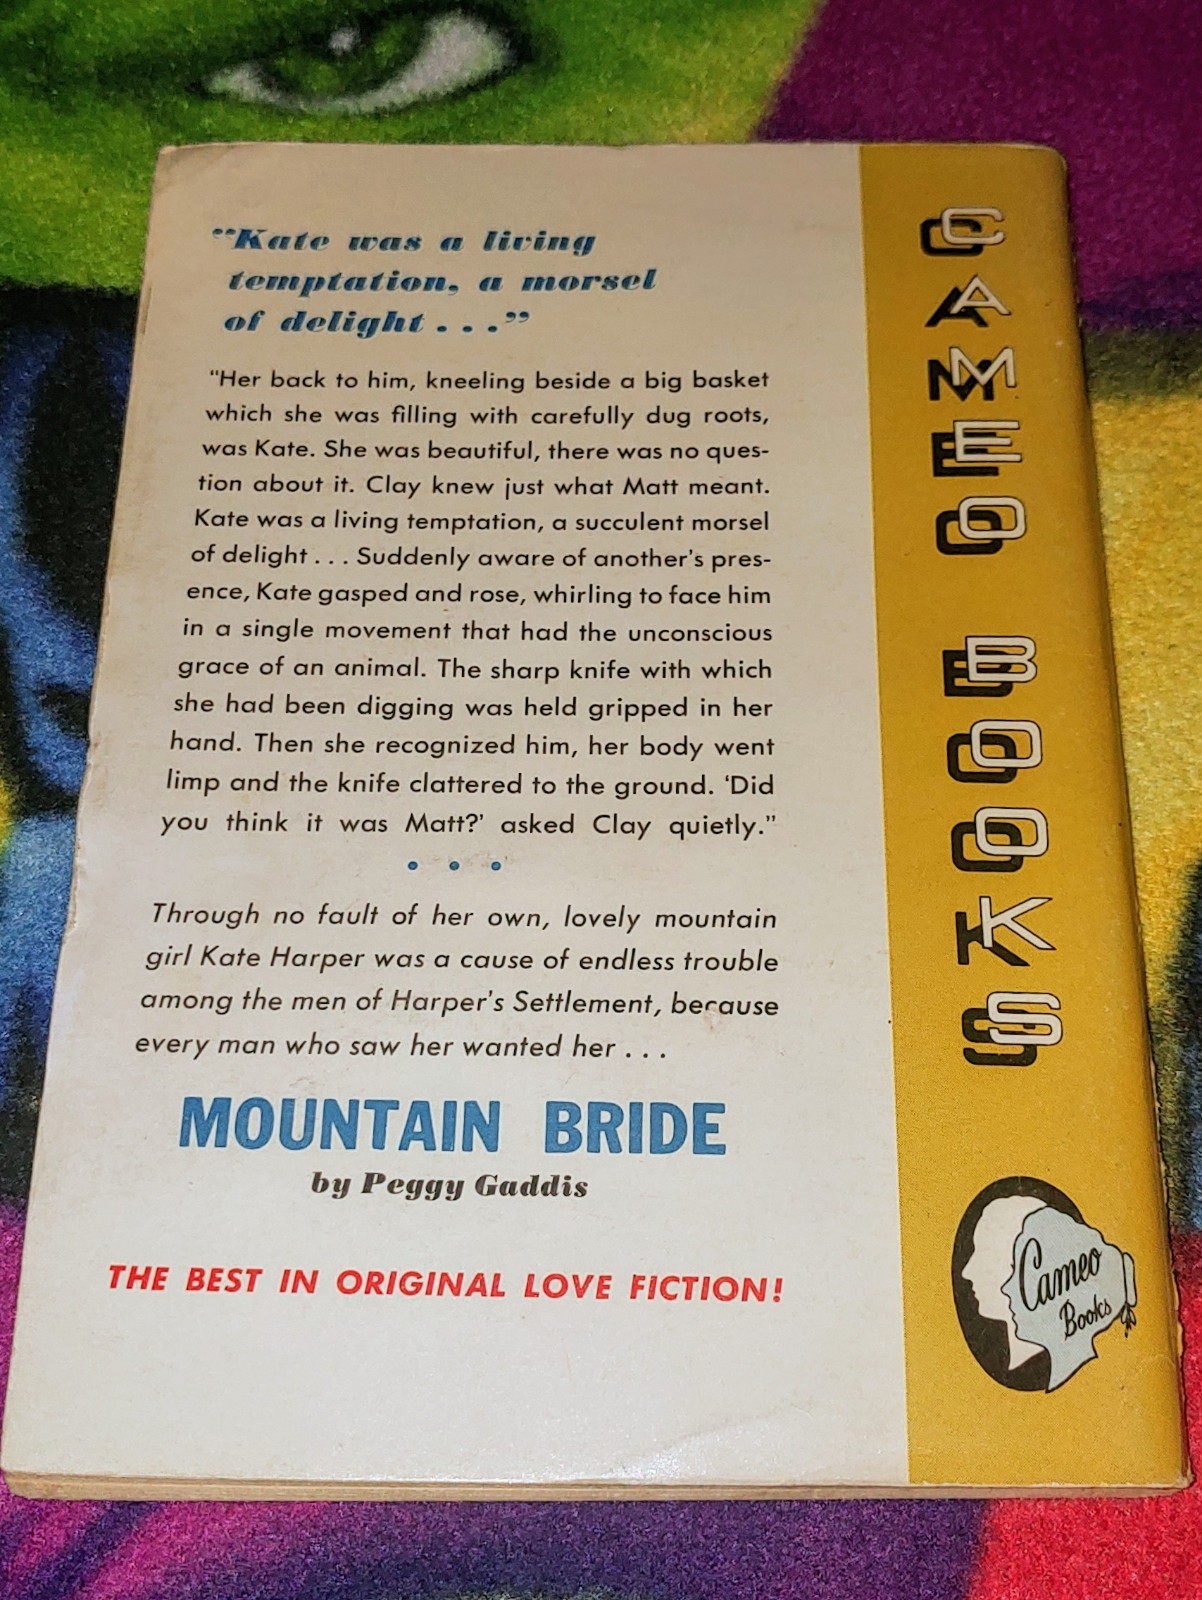 "Kate was a living
temptation, a morsel
of delight . . ."
"Her back to him, kneeling beside a big basket
which she was filling with carefully dug roots,
was Kate. She was beautiful, there was no ques-
tion about it. Clay knew just what Matt meant.
Kate was a living temptation, a succulent morsel
of delight . . . Suddenly aware of another's pres-
ence, Kate gasped and rose, whirling to face him
in a single movement that had the unconscious
grace of an animal. The sharp knife with which
she had been digging was held gripped in her
hand. Then she recognized him, her body went
limp and the knife clattered to the ground. 'Did
you think it was Matt?' asked Clay quietly."
• • •
Through no fault of her own, lovely mountain
girl Kate Harper was a cause of endless trouble
among the men of Harper's Settlement, because
every man who saw her wanted her . . .
MOUNTAIN BRIDE
by Peggy Gaddis
THE BEST IN ORIGINAL LOVE FICTION!
CAMEO BOOKS
Cameo
Books